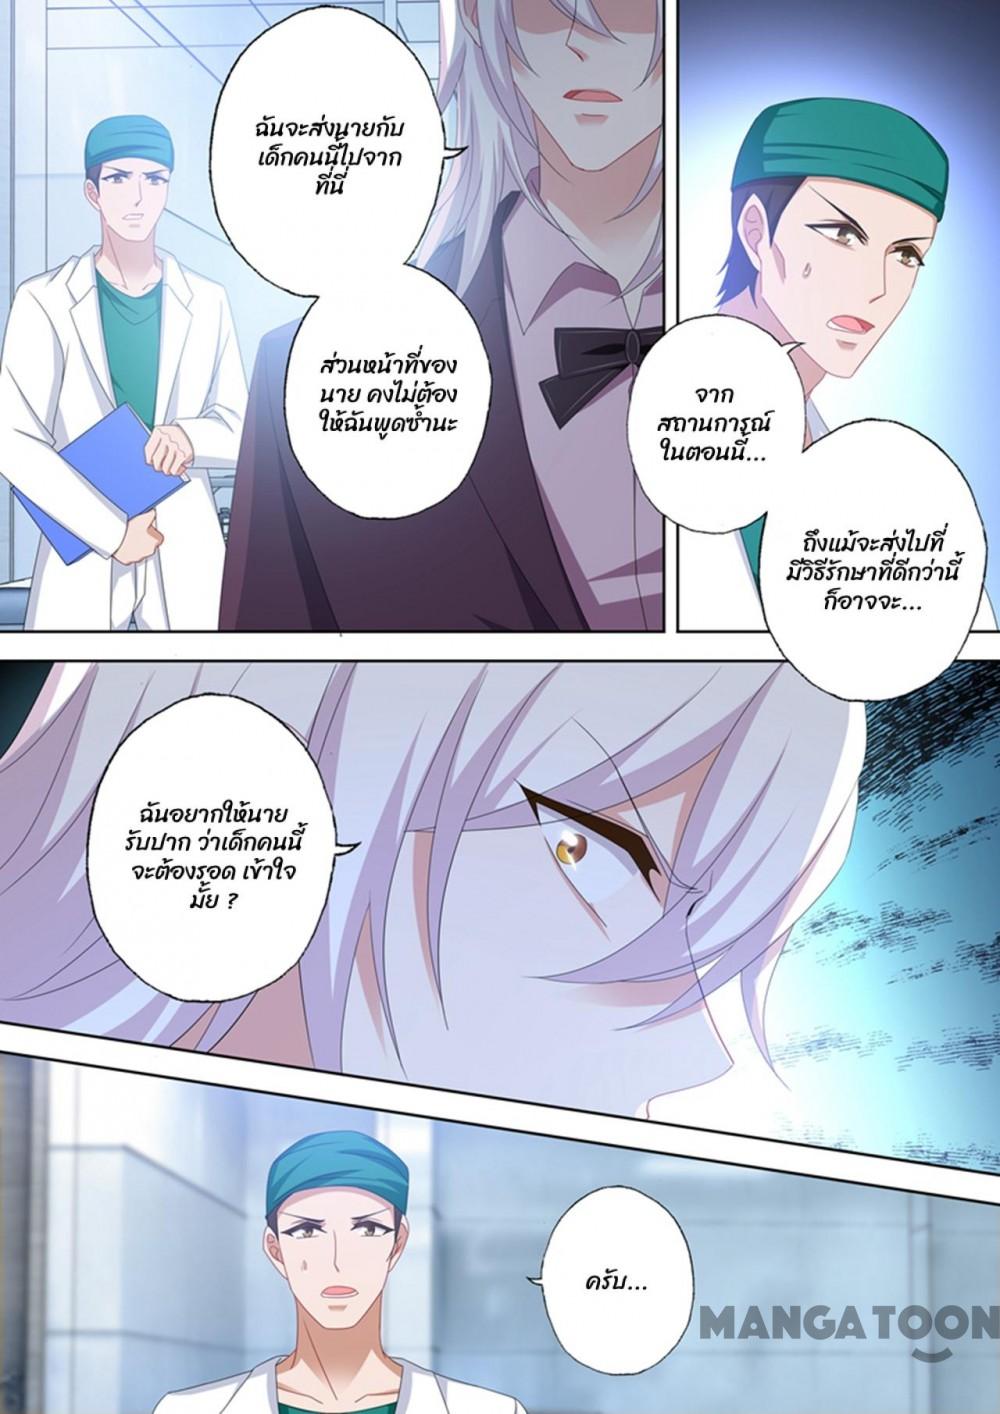 ฉันจะส่งนายกับ
เด็กคนนี้ไปจาก
ที่นี่
ส่วนหน้าที่ของ
นาย คงไม่ต้อง
ให้ฉันพูดซ้ำนะ
จาก
สถานการณ์
ในตอนนี้...
ถึงแม้จะส่งไปที่
มีวิธีรักษาที่ดีกว่านี้
ก็อาจจะ...
ฉันอยากให้นาย
รับปาก ว่าเด็กคนนี้
จะต้องรอด เข้าใจ
มั้ย ?
ครับ...
MANGATOON